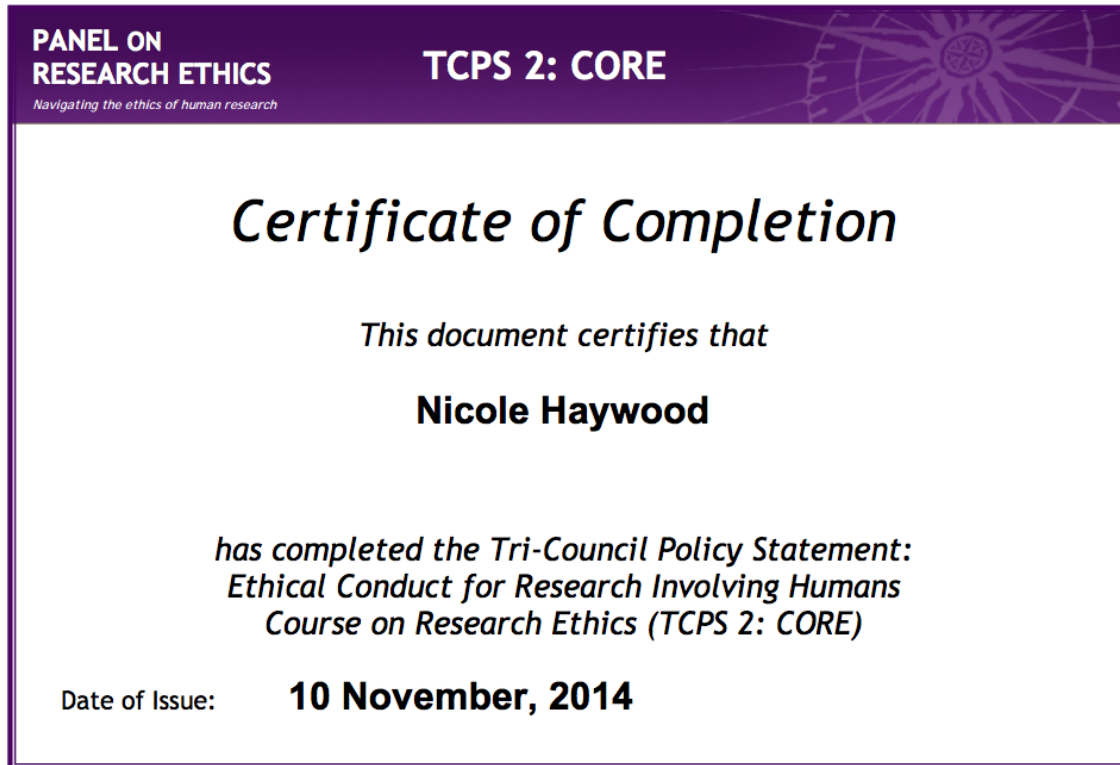 PANEL ON
RESEARCH ETHICS
Navigating the ethics of human research
TCPS 2: CORE
Certificate of Completion
This document certifies that
Nicole Haywood
has completed the Tri-Council Policy Statement:
Ethical Conduct for Research Involving Humans
Course on Research Ethics (TCPS 2: CORE)
Date of Issue: 10 November, 2014